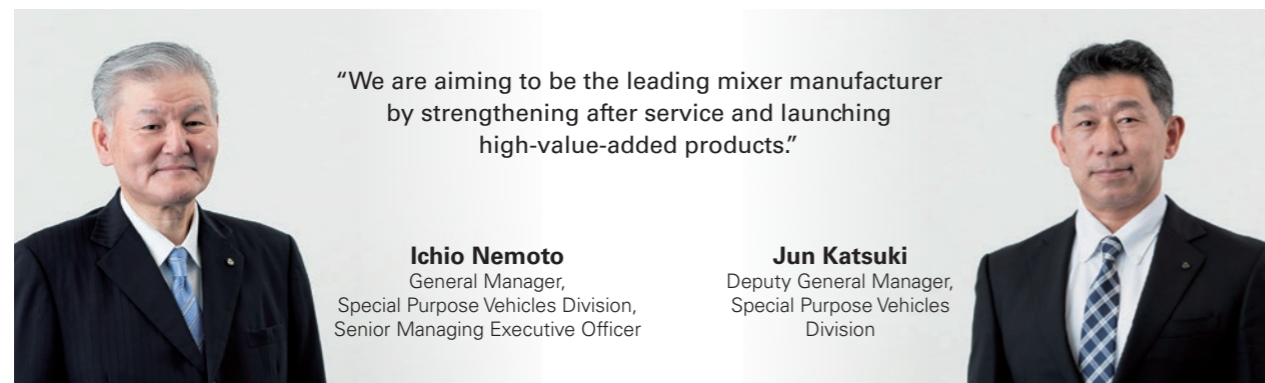 “We are aiming to be the leading mixer manufacturer
by strengthening after service and launching
high-value-added products.”
Ichio Nemoto
General Manager,
Special Purpose Vehicles Division,
Senior Managing Executive Officer
Jun Katsuki
Deputy General Manager,
Special Purpose Vehicles
Division